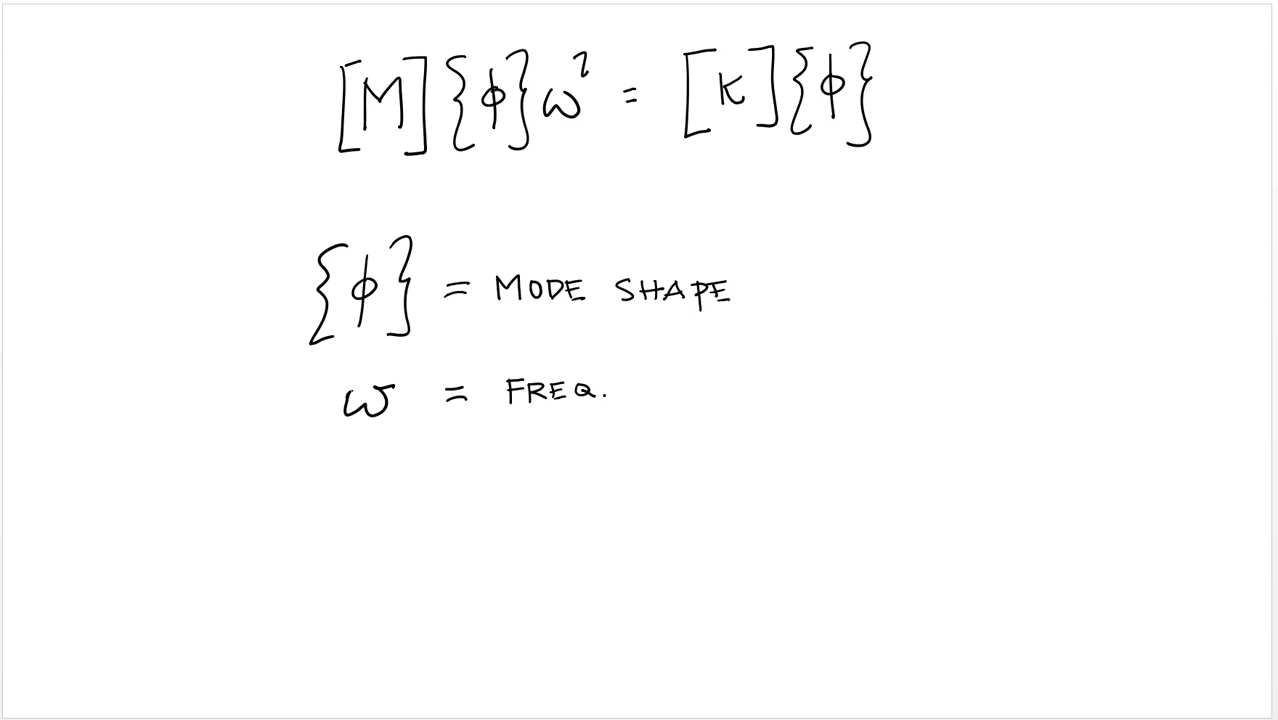 [M]{ϕ}ω² = [K]{ϕ}
{ϕ} = MODE SHAPE
ω = FREQ.